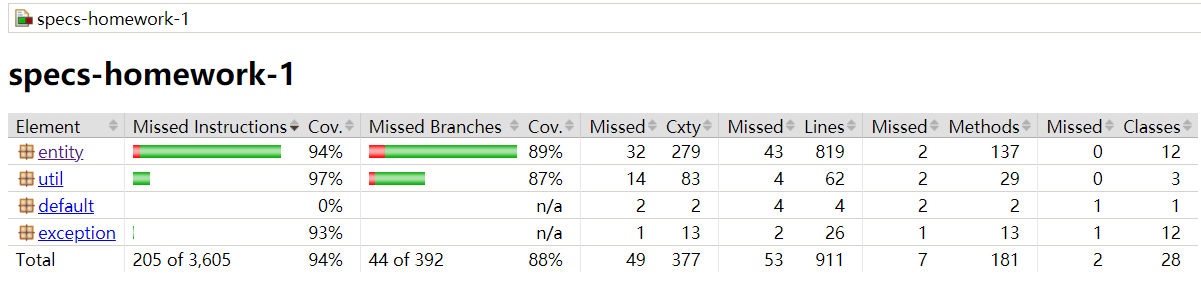 specs-homework-1
specs-homework-1
Element Missed Instructions Cov. Missed Branches Cov. Missed Cxty Missed Lines Missed Methods Missed Classes
entity 94% 89% 32 279 43 819 2 137 0 12
util 97% 87% 14 83 4 62 2 29 0 3
default 0% n/a 2 2 4 4 2 2 1 1
exception 93% n/a 1 13 2 26 1 13 1 12
Total 205 of 3,605 94% 44 of 392 88% 49 377 53 911 7 181 2 28